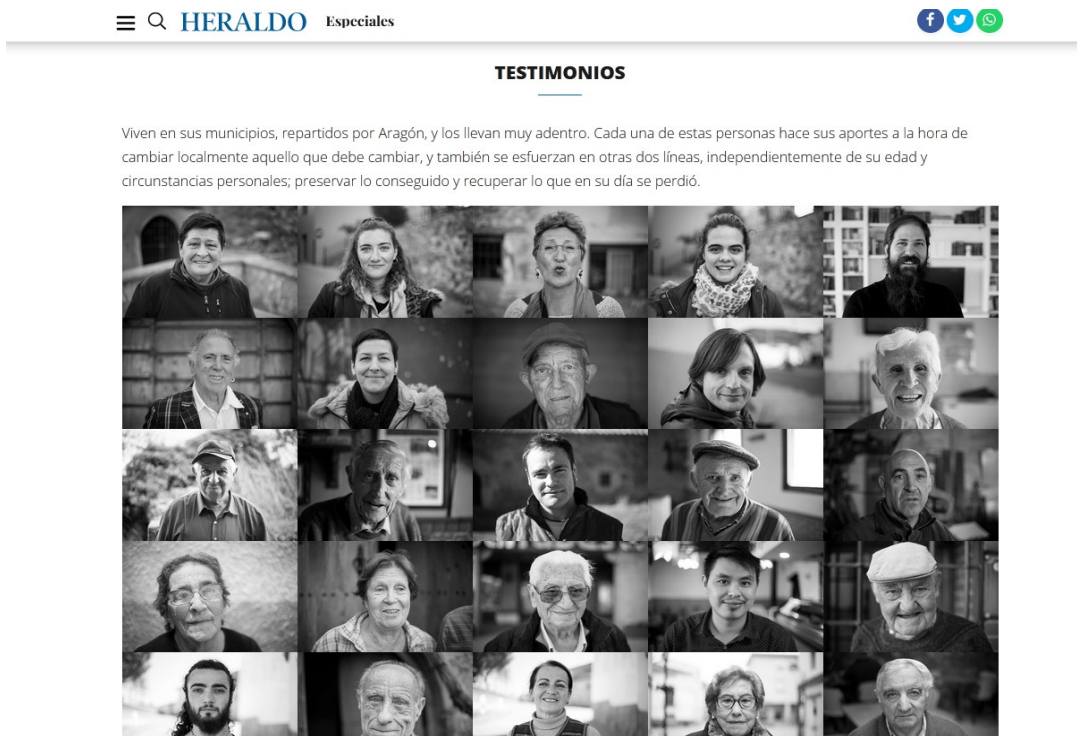 HERALDO Especiales
TESTIMONIOS
Viven en sus municipios, repartidos por Aragón, y los llevan muy adentro. Cada una de estas personas hace sus aportes a la hora de
cambiar localmente aquello que debe cambiar, y también se esfuerzan en otras dos líneas, independientemente de su edad y
circunstancias personales; preservar lo conseguido y recuperar lo que en su día se perdió.